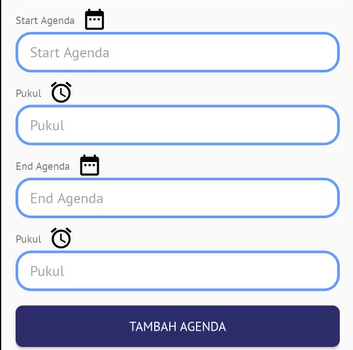 Start Agenda
Start Agenda
Pukul
Pukul
End Agenda
End Agenda
Pukul
Pukul
TAMBAH AGENDA